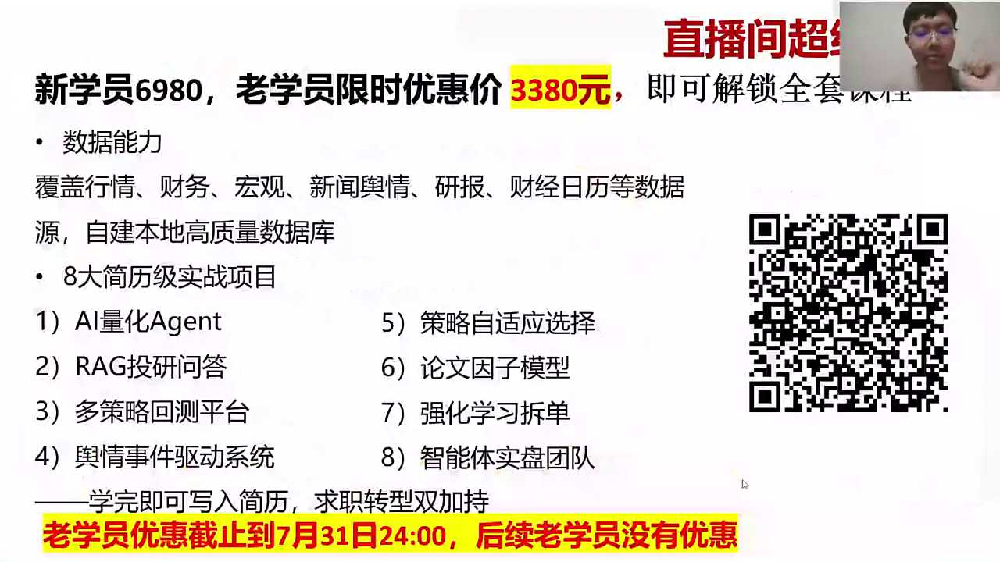 直播间超
新学员6980，老学员限时优惠价 3380元，即可解锁全套课程
• 数据能力
覆盖行情、财务、宏观、新闻舆情、研报、财经日历等数据
源，自建本地高质量数据库
• 8大简历级实战项目
1）AI量化Agent
2）RAG投研问答
3）多策略回测平台
4）舆情事件驱动系统
5）策略自适应选择
6）论文因子模型
7）强化学习拆单
8）智能体实盘团队
——学完即可写入简历，求职转型双加持
老学员优惠截止到7月31日24:00，后续老学员没有优惠